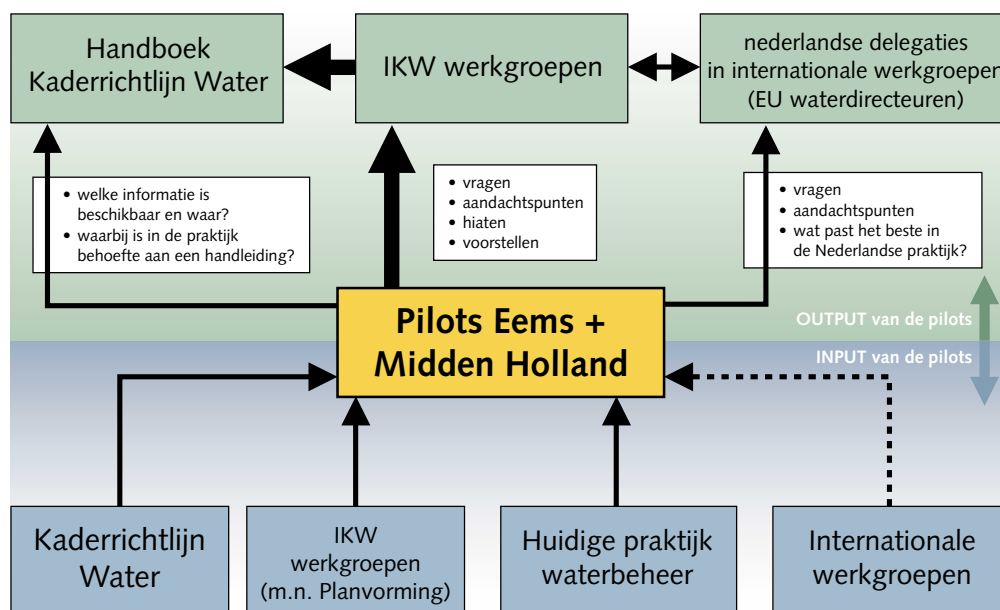 Handboek
Kaderrichtlijn Water
IKW werkgroepen
nederlandse delegaties
in internationale werkgroepen
(EU waterdirecteuren)
• welke informatie is
beschikbaar en waar?
• waarbij is in de praktijk
behoefte aan een handleiding?
• vragen
• aandachtspunten
• hiaten
• voorstellen
• vragen
• aandachtspunten
• wat past het beste in
de Nederlandse praktijk?
Pilots Eems +
Midden Holland
OUTPUT van de pilots
INPUT van de pilots
Kaderrichtlijn
Water
IKW
werkgroepen
(m.n. Planvorming)
Huidige praktijk
waterbeheer
Internationale
werkgroepen